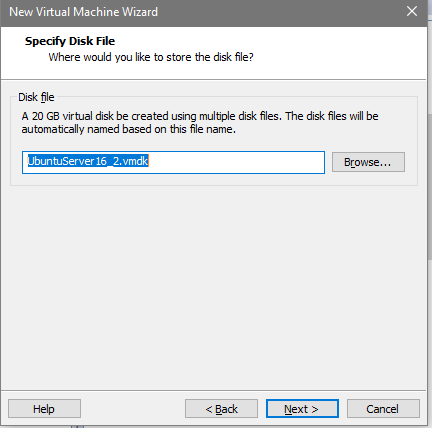 New Virtual Machine Wizard
Specify Disk File
Where would you like to store the disk file?
Disk file
A 20 GB virtual disk be created using multiple disk files. The disk files will be
automatically named based on this file name.
UbuntuServer16_2.vmdk
Browse...
Help
< Back
Next >
Cancel